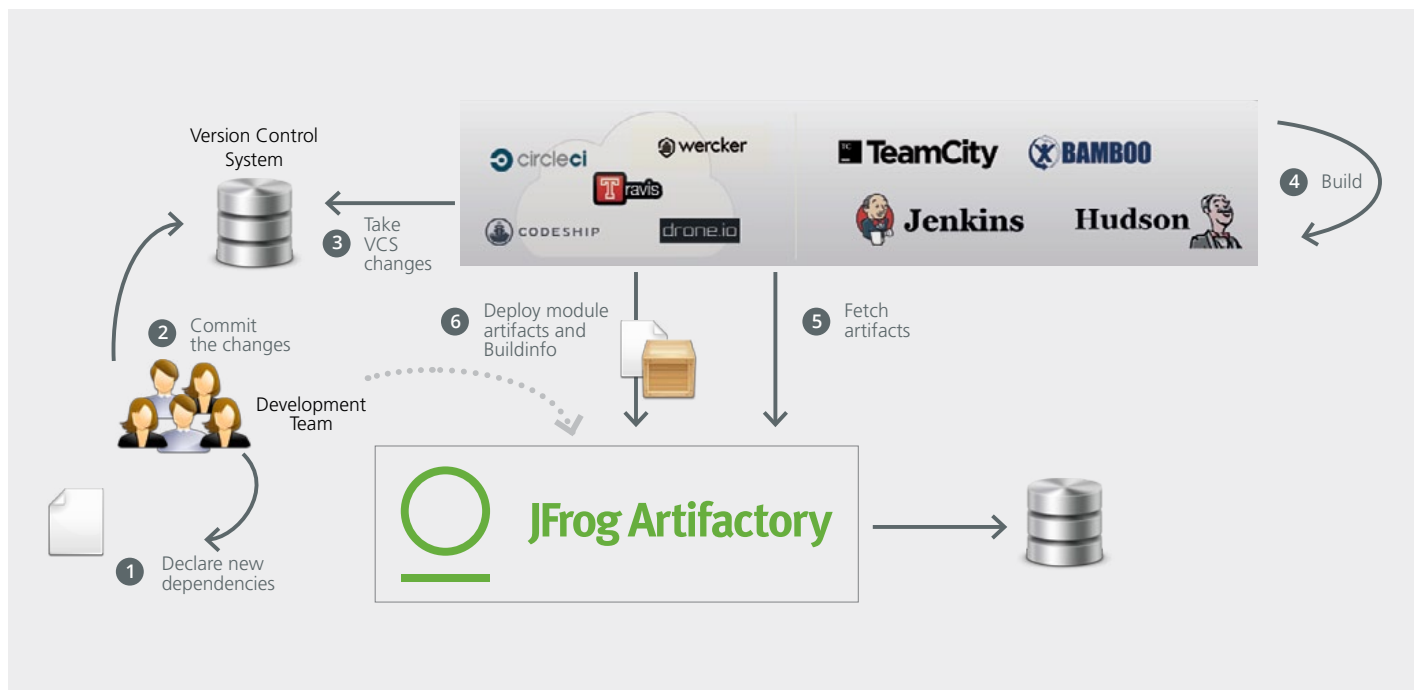 Version Control
System
circleci
wercker
Travis
CODESHIP
drone.io
TC
TeamCity
BAMBOO
Jenkins
Hudson
4 Build
3 Take
VCS
changes
2 Commit
the changes
6 Deploy module
artifacts and
Buildinfo
5 Fetch
artifacts
Development
Team
JFrog Artifactory
1 Declare new
dependencies